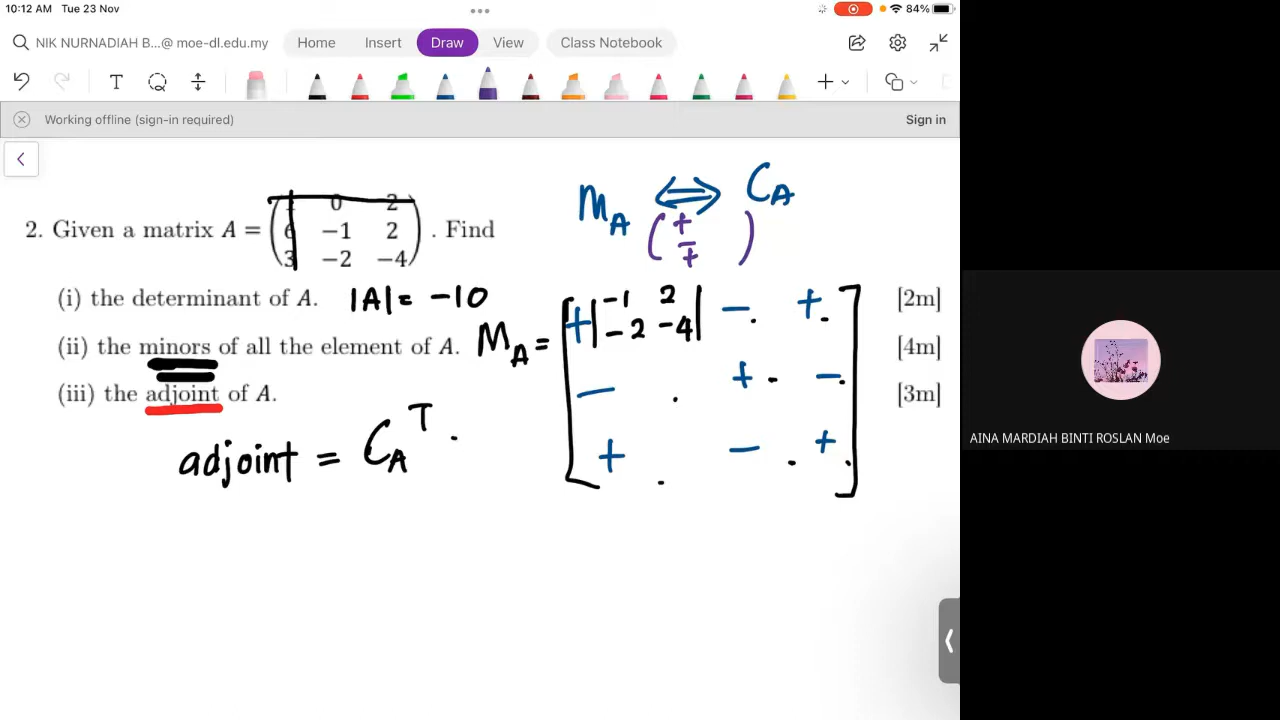 10:12 AM Tue 23 Nov
84%
NIK NURNADIAH B...@ moe-dl.edu.my
Home Insert Draw View Class Notebook
Working offline (sign-in required) Sign in
M_A ⇔ C_A
( + - + )
2. Given a matrix A = ( 0 2
6 -1 2
3 -2 -4 ) . Find
(i) the determinant of A. |A| = -10 [2m]
(ii) the minors of all the element of A. [4m]
M_A = [ + | -1 2 - . + .
-2 -4 |
- . + . - .
+ . - . + . ]
(iii) the adjoint of A. [3m]
adjoint = C_A^T .
AINA MARDIAH BINTI ROSLAN Moe